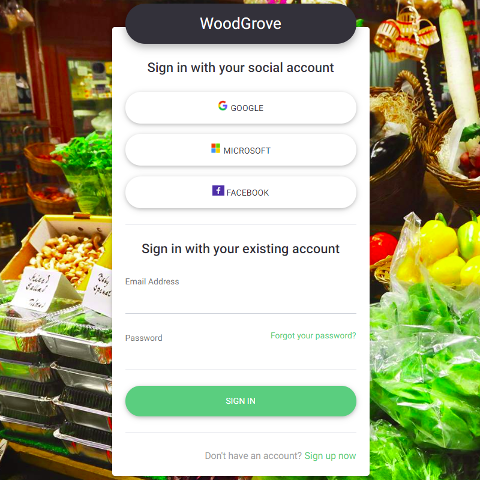 WoodGrove
Sign in with your social account
GOOGLE
MICROSOFT
FACEBOOK
Sign in with your existing account
Email Address
Password
Forgot your password?
SIGN IN
Don't have an account? Sign up now